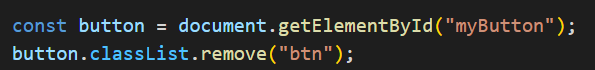 const button = document.getElementById("myButton");
button.classList.remove("btn");